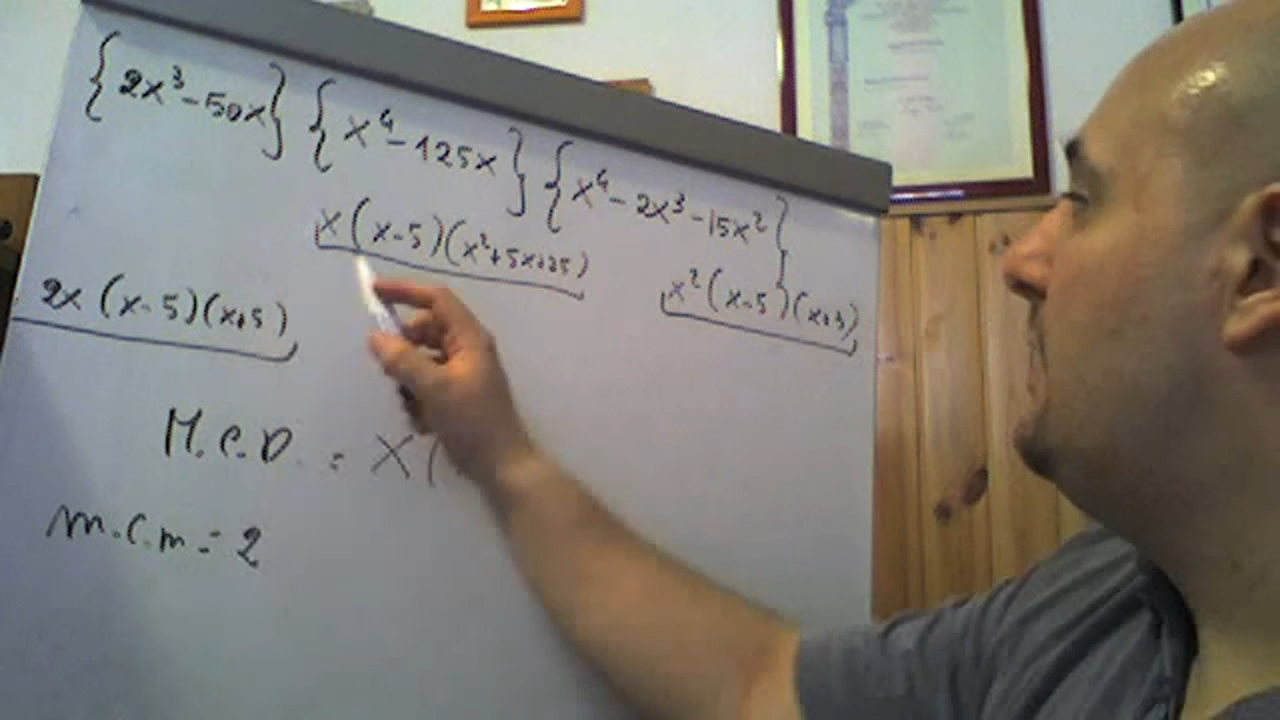 {2x³-50x} {x⁴-125x} {x⁴-2x³-15x²}
2x(x-5)(x+5) x(x-5)(x²+5x+25) x²(x-5)(x+3)
M.C.D. = x(
m.c.m = 2